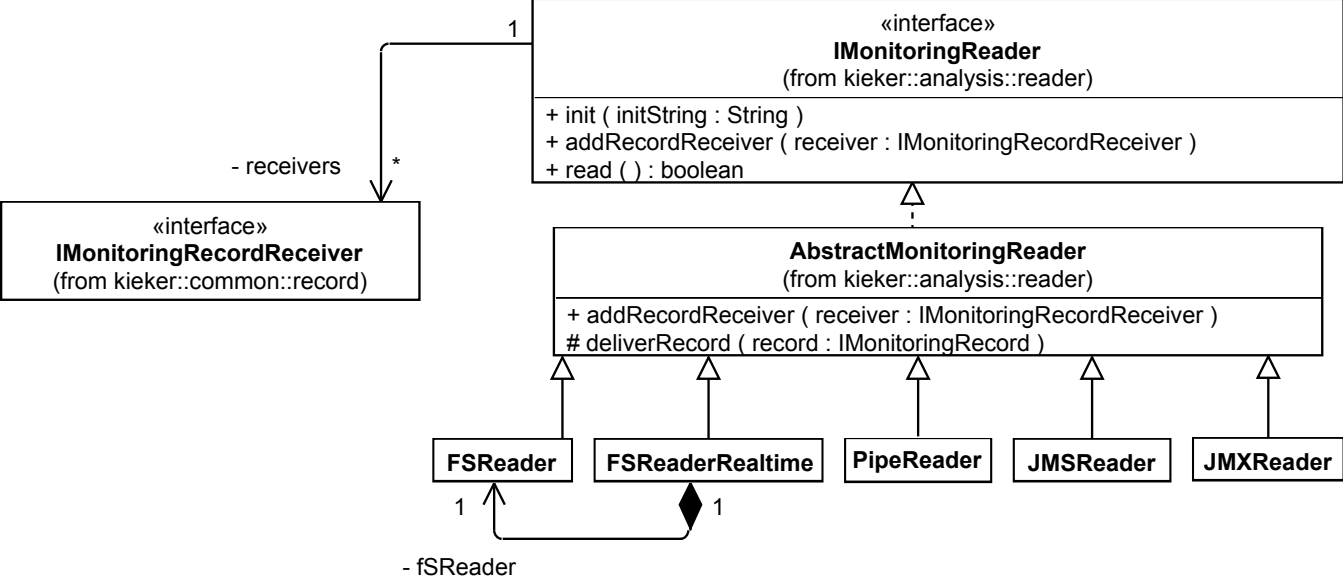 1
«interface»
IMonitoringReader
(from kieker::analysis::reader)
+ init ( initString : String )
+ addRecordReceiver ( receiver : IMonitoringRecordReceiver )
+ read ( ) : boolean
- receivers
*
«interface»
IMonitoringRecordReceiver
(from kieker::common::record)
AbstractMonitoringReader
(from kieker::analysis::reader)
+ addRecordReceiver ( receiver : IMonitoringRecordReceiver )
# deliverRecord ( record : IMonitoringRecord )
FSReader
FSReaderRealtime
PipeReader
JMSReader
JMXReader
1
1
- fSReader